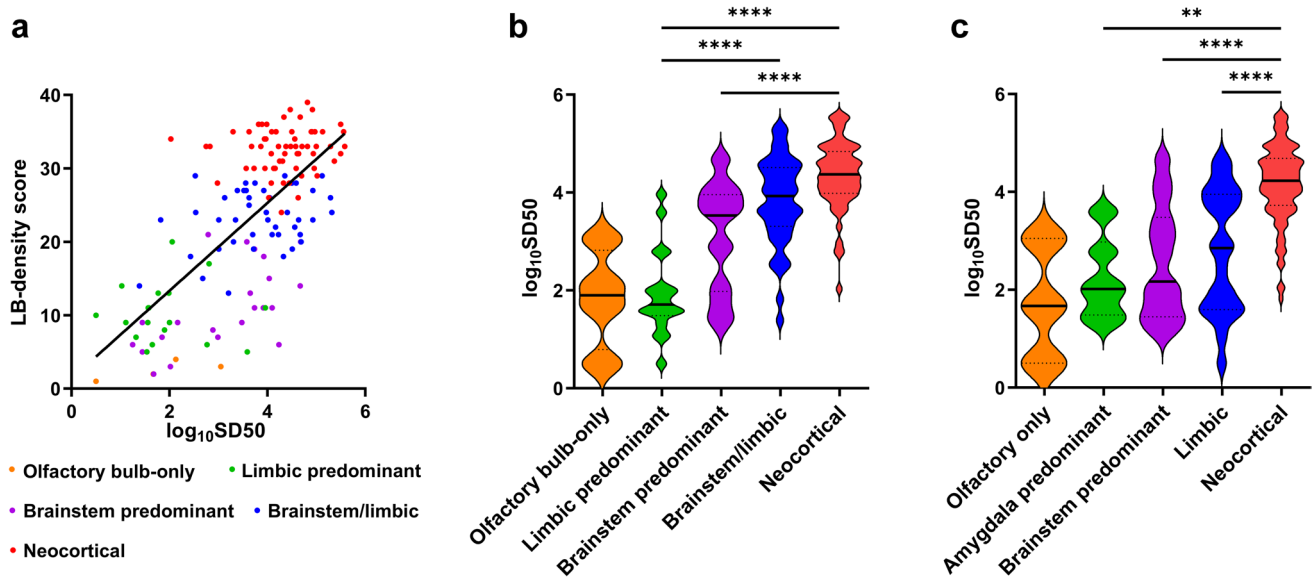 a
LB-density score
40
30
20
10
0
0 2 4 6
log₁₀SD50
Olfactory bulb-only Limbic predominant
Brainstem predominant Brainstem/limbic
Neocortical
b
****
****
****
log₁₀SD50
6
4
2
0
Olfactory bulb-only
Limbic predominant
Brainstem predominant
Brainstem/limbic
Neocortical
c
**
****
****
log₁₀SD50
6
4
2
0
Olfactory only
Amygdala predominant
Brainstem predominant
Limbic
Neocortical